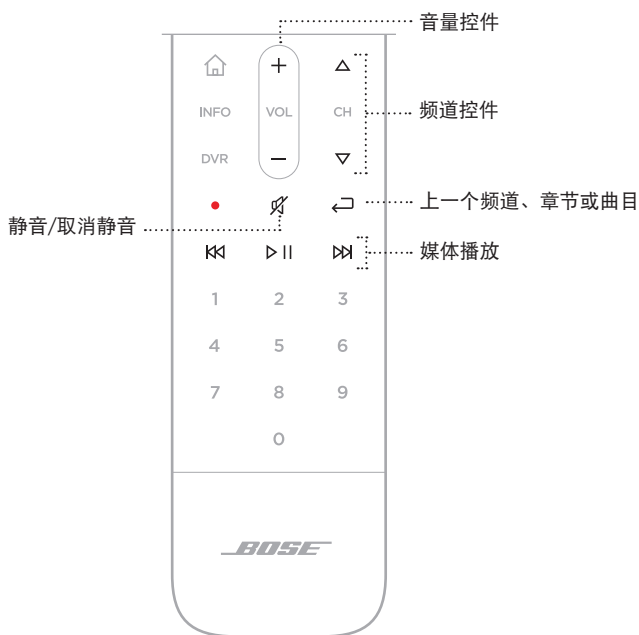 音量控件
INFO VOL CH
频道控件
DVR
上一个频道、章节或曲目
静音/取消静音
媒体播放
1 2 3
4 5 6
7 8 9
0
BOSE